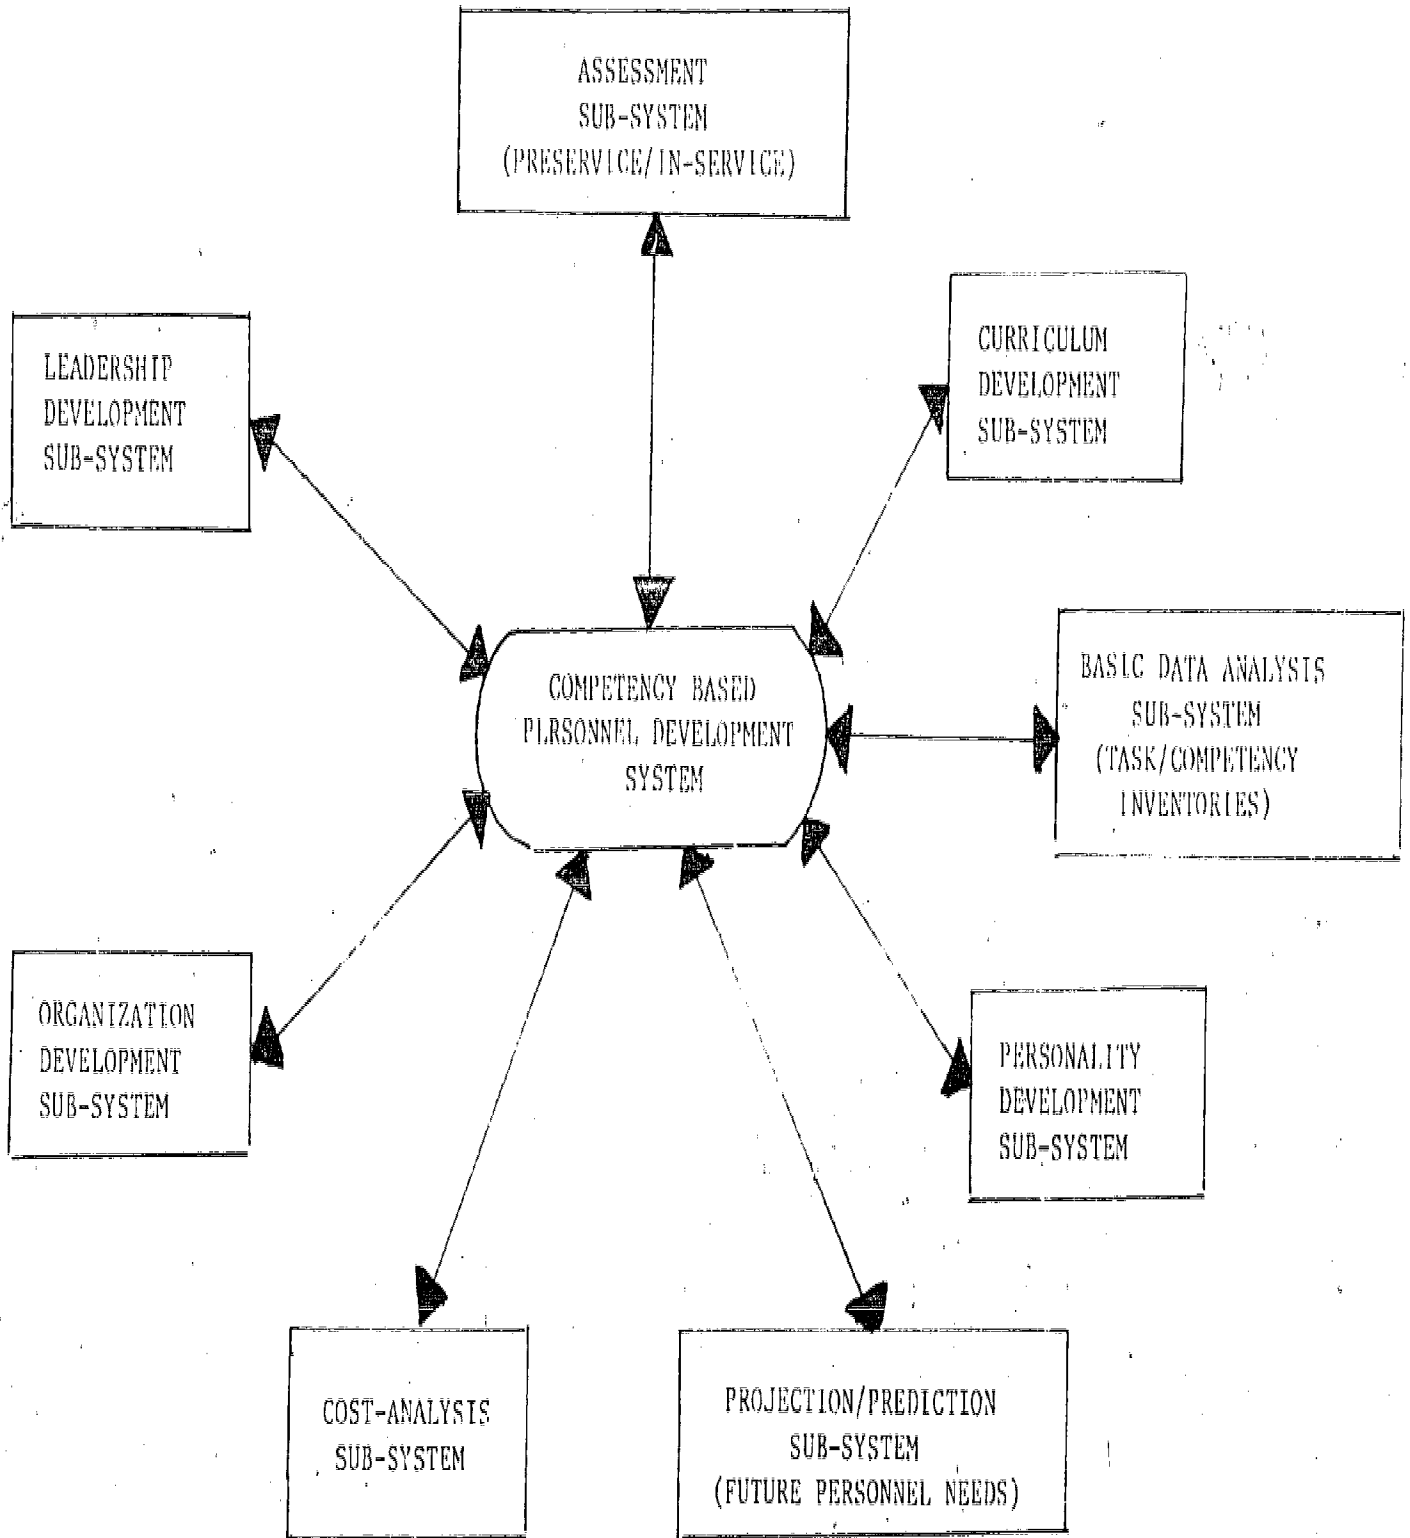 ASSESSMENT
SUB-SYSTEM
(PRESERVICE/IN-SERVICE)
CURRICULUM
DEVELOPMENT
SUB-SYSTEM
LEADERSHIP
DEVELOPMENT
SUB-SYSTEM
BASIC DATA ANALYSIS
SUB-SYSTEM
(TASK/COMPETENCY
INVENTORIES)
COMPETENCY BASED
PERSONNEL DEVELOPMENT
SYSTEM
ORGANIZATION
DEVELOPMENT
SUB-SYSTEM
PERSONALITY
DEVELOPMENT
SUB-SYSTEM
COST-ANALYSIS
SUB-SYSTEM
PROJECTION/PREDICTION
SUB-SYSTEM
(FUTURE PERSONNEL NEEDS)